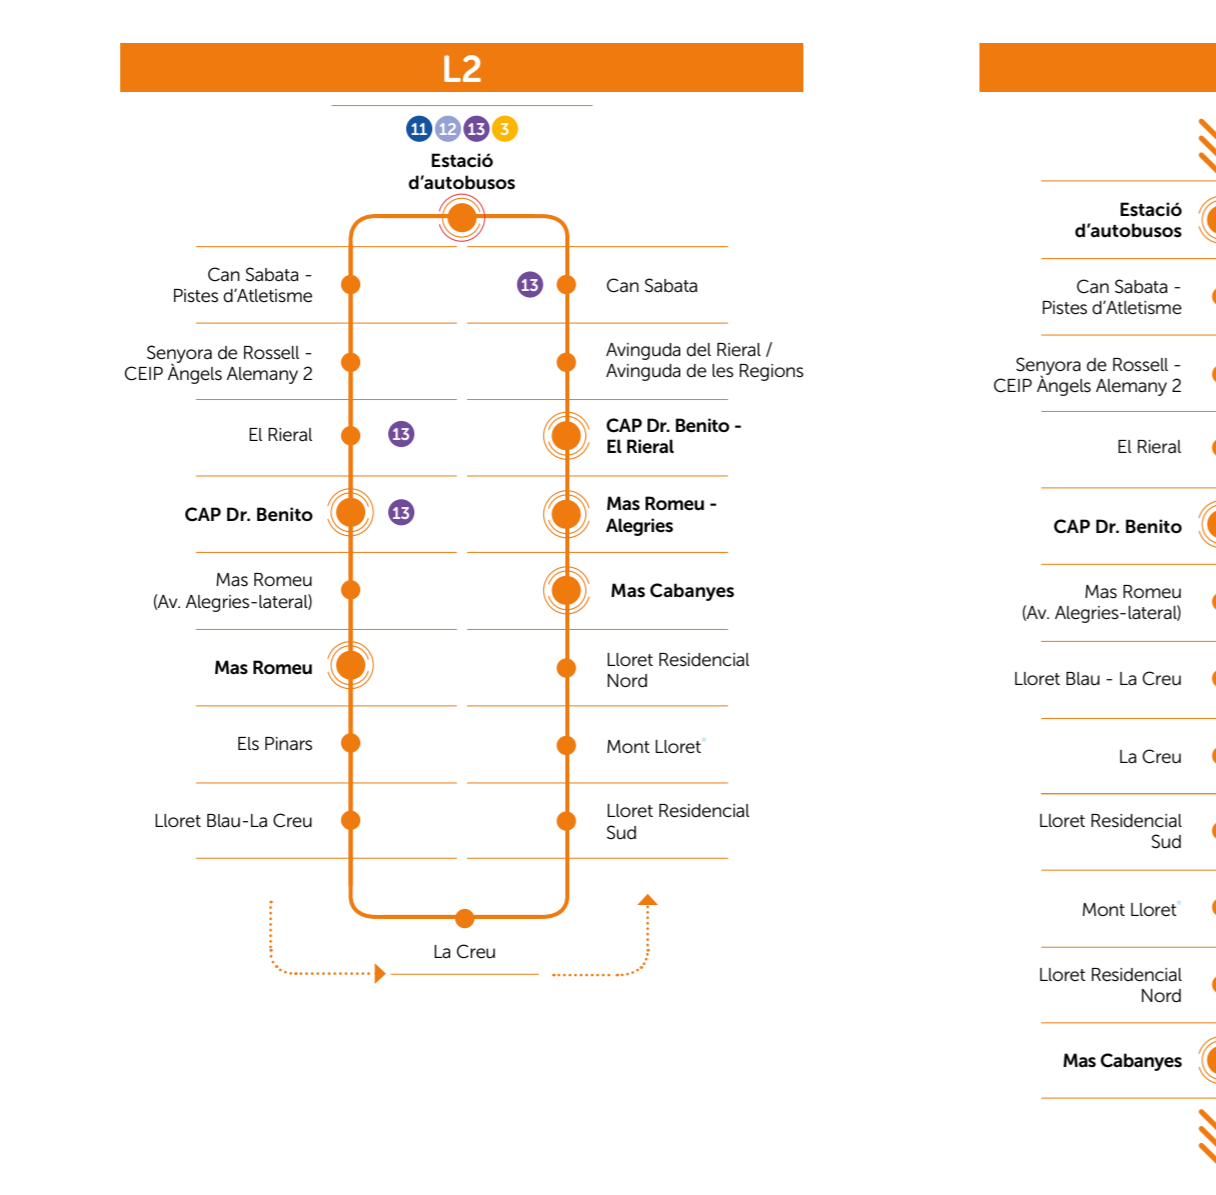 L2
11 12 13 3
Estació
d'autobusos
Can Sabata -
Pistes d'Atletisme
Senyora de Rossell -
CEIP Àngels Alemany 2
El Rieral
13
CAP Dr. Benito
13
Mas Romeu
(Av. Alegries-lateral)
Mas Romeu
Els Pinars
Lloret Blau-La Creu
La Creu
13
Can Sabata
Avinguda del Rieral /
Avinguda de les Regions
CAP Dr. Benito -
El Rieral
Mas Romeu -
Alegries
Mas Cabanyes
Lloret Residencial
Nord
Mont Lloret*
Lloret Residencial
Sud
Estació
d'autobusos
Can Sabata -
Pistes d'Atletisme
Senyora de Rossell -
CEIP Àngels Alemany 2
El Rieral
CAP Dr. Benito
Mas Romeu
(Av. Alegries-lateral)
Lloret Blau - La Creu
La Creu
Lloret Residencial
Sud
Mont Lloret*
Lloret Residencial
Nord
Mas Cabanyes